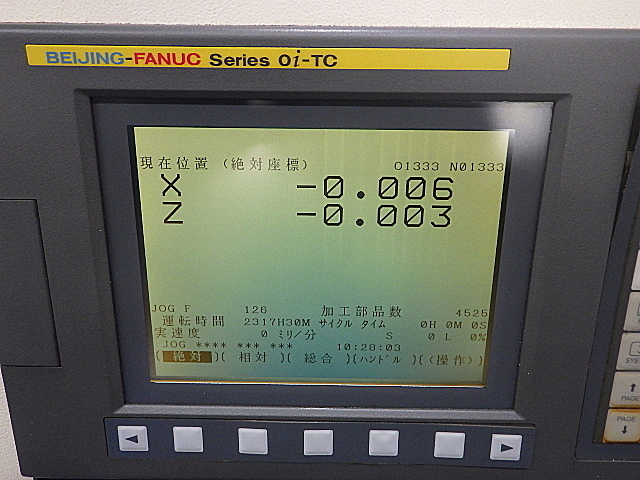 BEIJING-FANUC Series 0i-TC
現在位置 (絶対座標) O1333 N01333
X -0.006
Z -0.003
JOG F 126 加工部品数 4525
運転時間 2317H30M サイクル タイム 0H 0M 0S
実速度 0 ミリ/分 S 0 L 0%
JOG **** *** *** 10:28:03
[ 絶対 ][ 相対 ][ 総合 ][ハンドル ][(操作)]
SYS
PAGE
PAGE